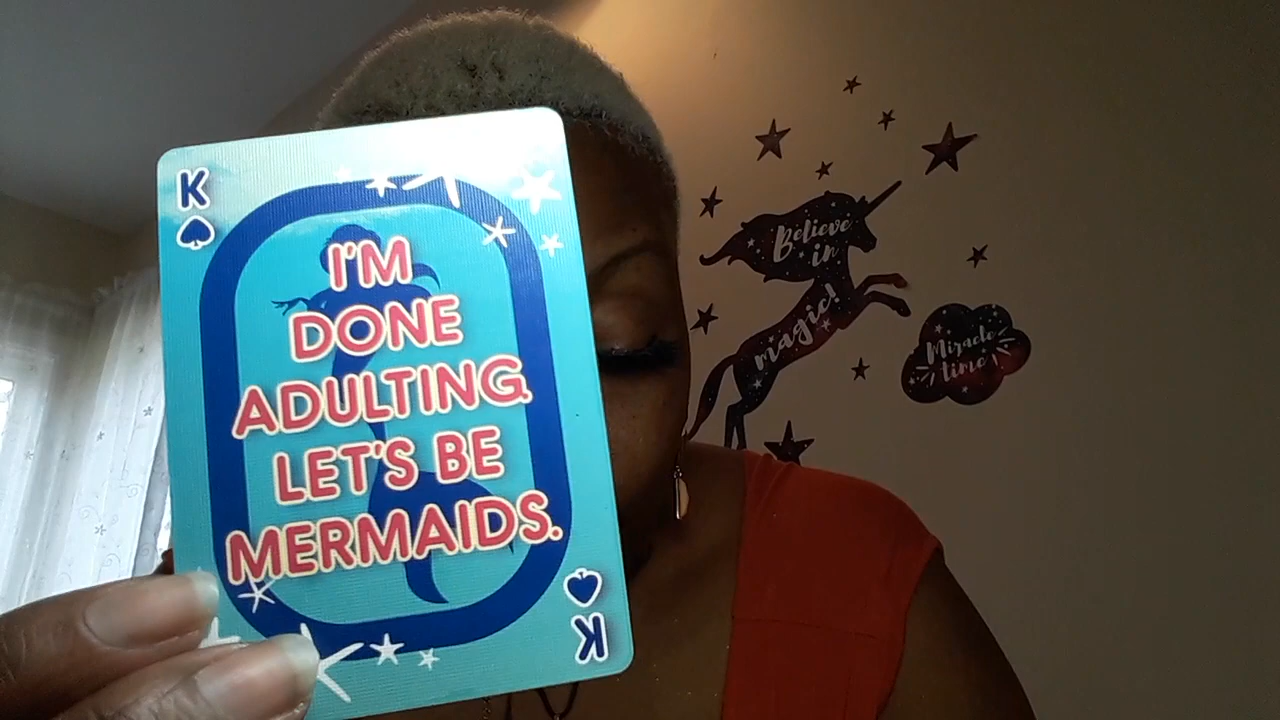 K
I'M
DONE
ADULTING.
LET'S BE
MERMAIDS.
K
Believe
in
magic!
Miracle
time